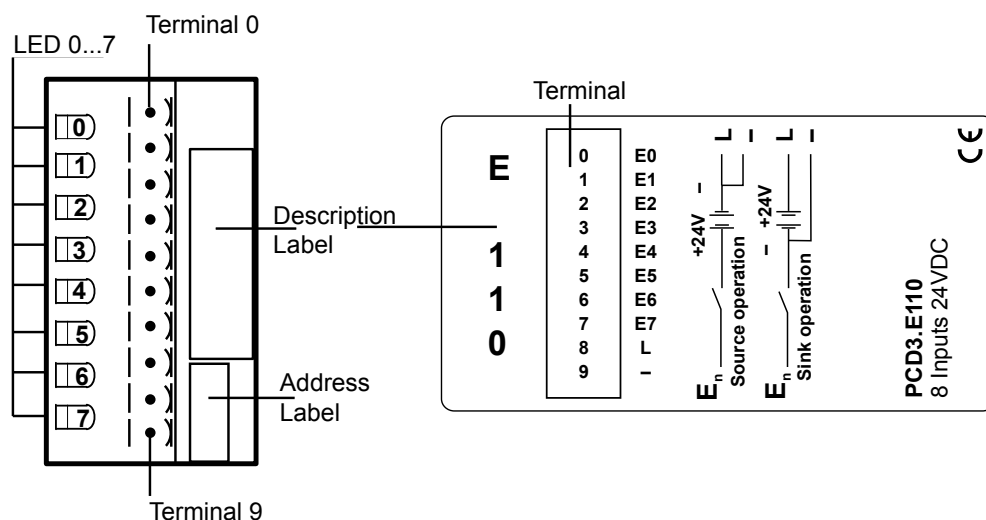 Terminal 0
LED 0...7
0
1
2
3
4
5
6
7
Description
Label
Address
Label
Terminal 9
Terminal
E
1
1
0
0 E0
1 E1
2 E2
3 E3
4 E4
5 E5
6 E6
7 E7
8 L
9 –
L –
+24V –
En
Source operation
L –
– +24V
En
Sink operation
PCD3.E110
8 Inputs 24VDC
CE